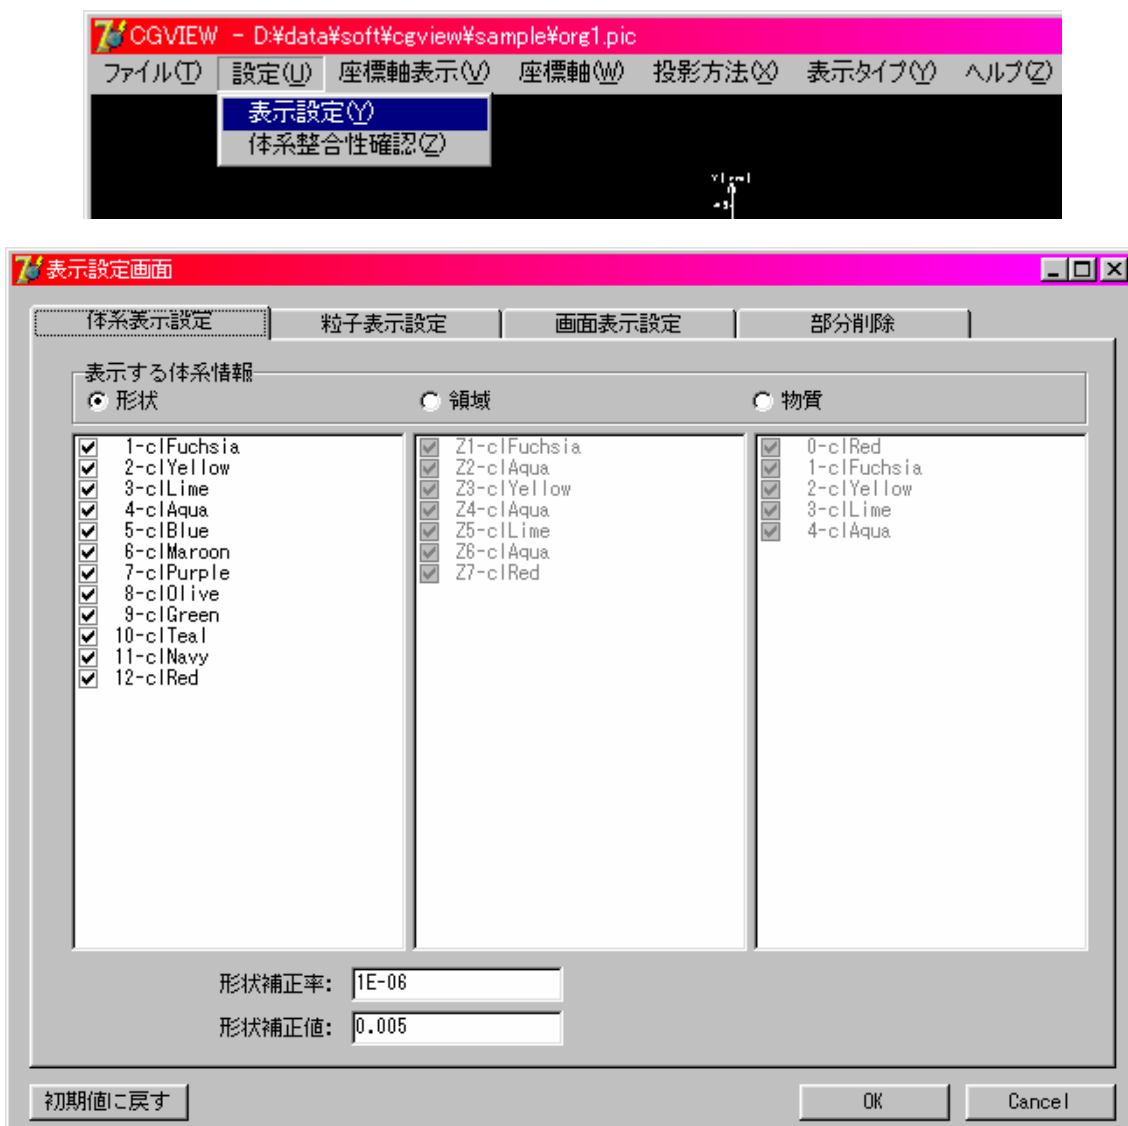 CGVIEW - D:¥data¥soft¥cgview¥sample¥org1.pic
ファイル(T) 設定(U) 座標軸表示(V) 座標軸(W) 投影方法(X) 表示タイプ(Y) ヘルプ(Z)
表示設定(Y)
体系整合性確認(Z)
表示設定画面
体系表示設定 粒子表示設定 画面表示設定 部分削除
表示する体系情報
形状 領域 物質
1-clFuchsia
2-clYellow
3-clLime
4-clAqua
5-clBlue
6-clMaroon
7-clPurple
8-clOlive
9-clGreen
10-clTeal
11-clNavy
12-clRed
Z1-clFuchsia
Z2-clAqua
Z3-clYellow
Z4-clAqua
Z5-clLime
Z6-clAqua
Z7-clRed
0-clRed
1-clFuchsia
2-clYellow
3-clLime
4-clAqua
形状補正率: 1E-06
形状補正値: 0.005
初期値に戻す OK Cancel